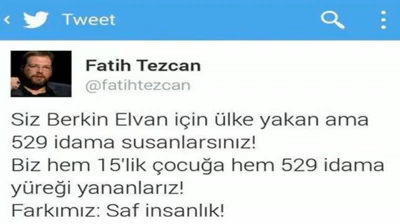 Tweet
Fatih Tezcan
@fatihtezcan
Siz Berkin Elvan için ülke yakan ama
529 idama susanlarsınız!
Biz hem 15'lik çocuğa hem 529 idama
yüreği yananlarız!
Farkımız: Saf insanlık!